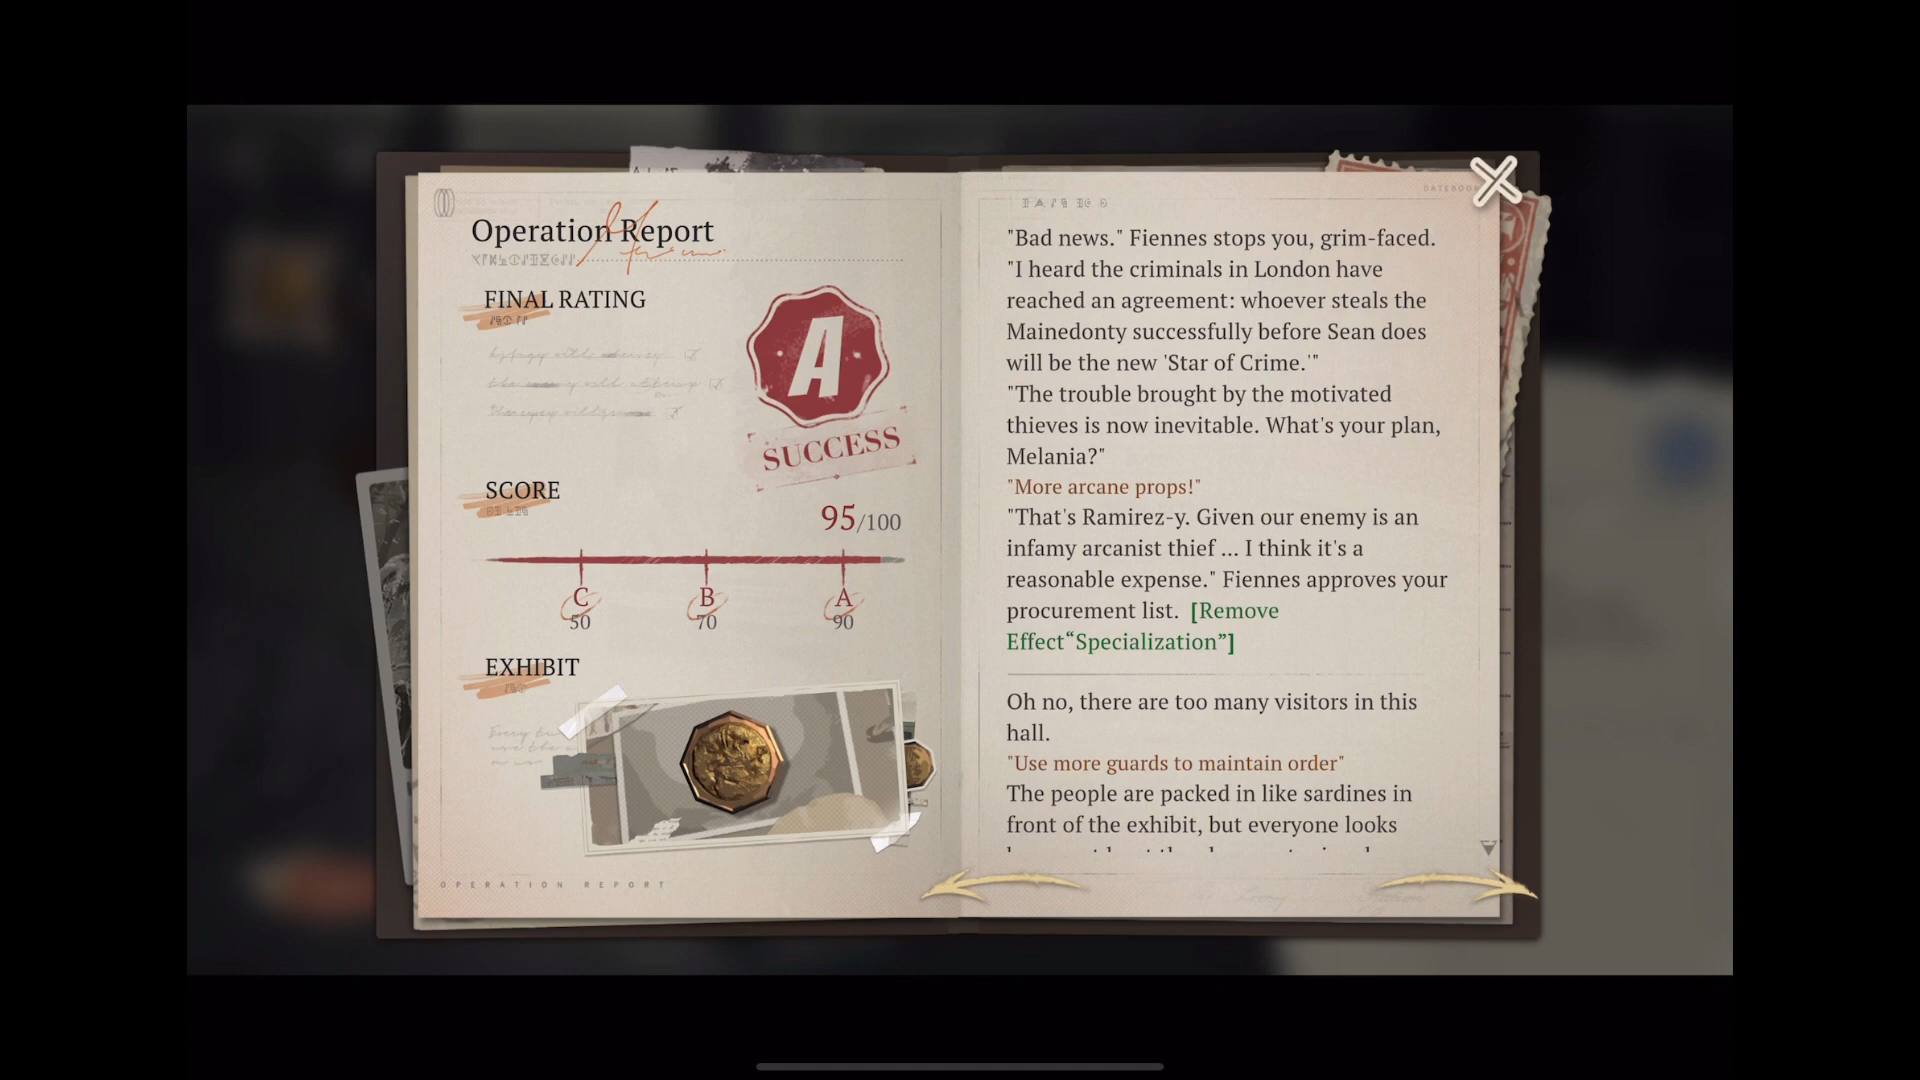 Operation Report
FINAL RATING
A
SUCCESS
SCORE
95/100
C
B
A
50
70
90
EXHIBIT
OPERATION REPORT
"Bad news." Fiennes stops you, grim-faced.
"I heard the criminals in London have
reached an agreement: whoever steals the
Mainedonty successfully before Sean does
will be the new 'Star of Crime.'"
"The trouble brought by the motivated
thieves is now inevitable. What's your plan,
Melania?"
"More arcane props!"
"That's Ramirez-y. Given our enemy is an
infamy arcanist thief ... I think it's a
reasonable expense." Fiennes approves your
procurement list. [Remove
Effect“Specialization”]
Oh no, there are too many visitors in this
hall.
"Use more guards to maintain order"
The people are packed in like sardines in
front of the exhibit, but everyone looks